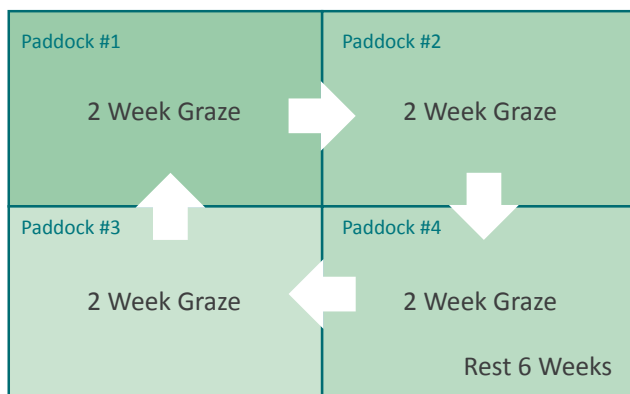 Paddock #1
2 Week Graze
Paddock #2
2 Week Graze
Paddock #3
2 Week Graze
Paddock #4
2 Week Graze
Rest 6 Weeks